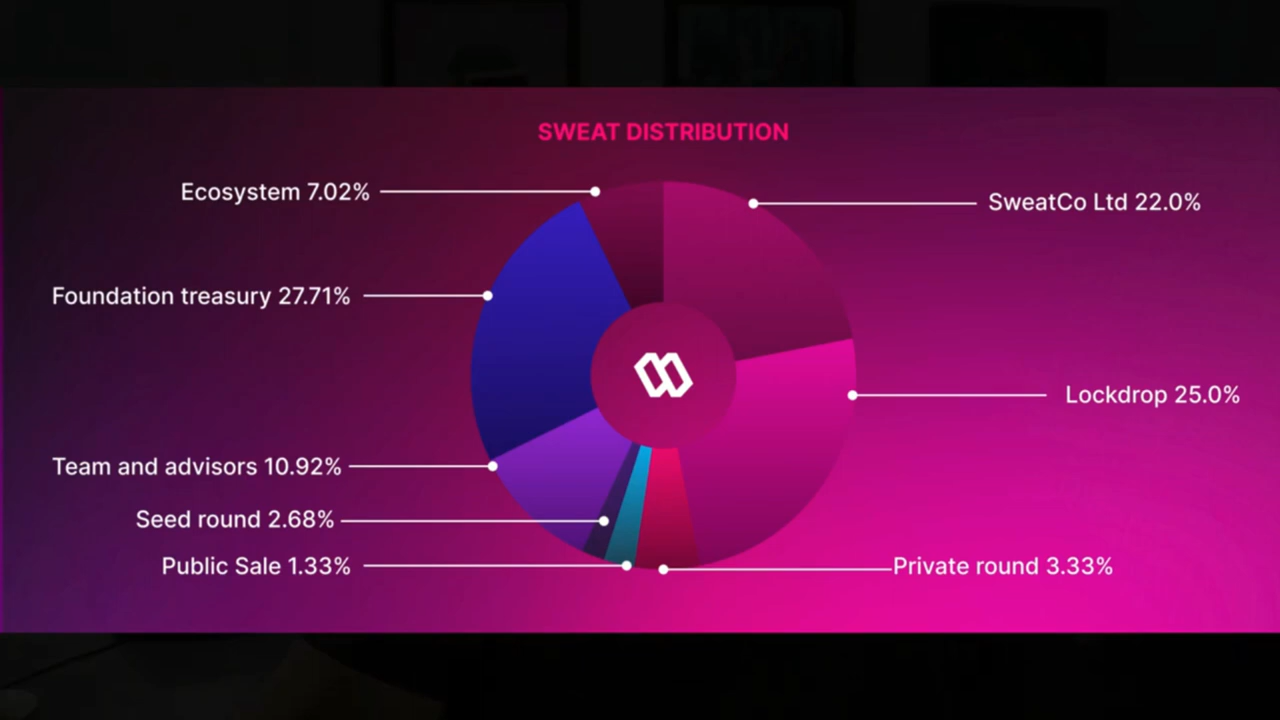 SWEAT DISTRIBUTION
Ecosystem 7.02%
SweatCo Ltd 22.0%
Foundation treasury 27.71%
Lockdrop 25.0%
Team and advisors 10.92%
Seed round 2.68%
Public Sale 1.33%
Private round 3.33%